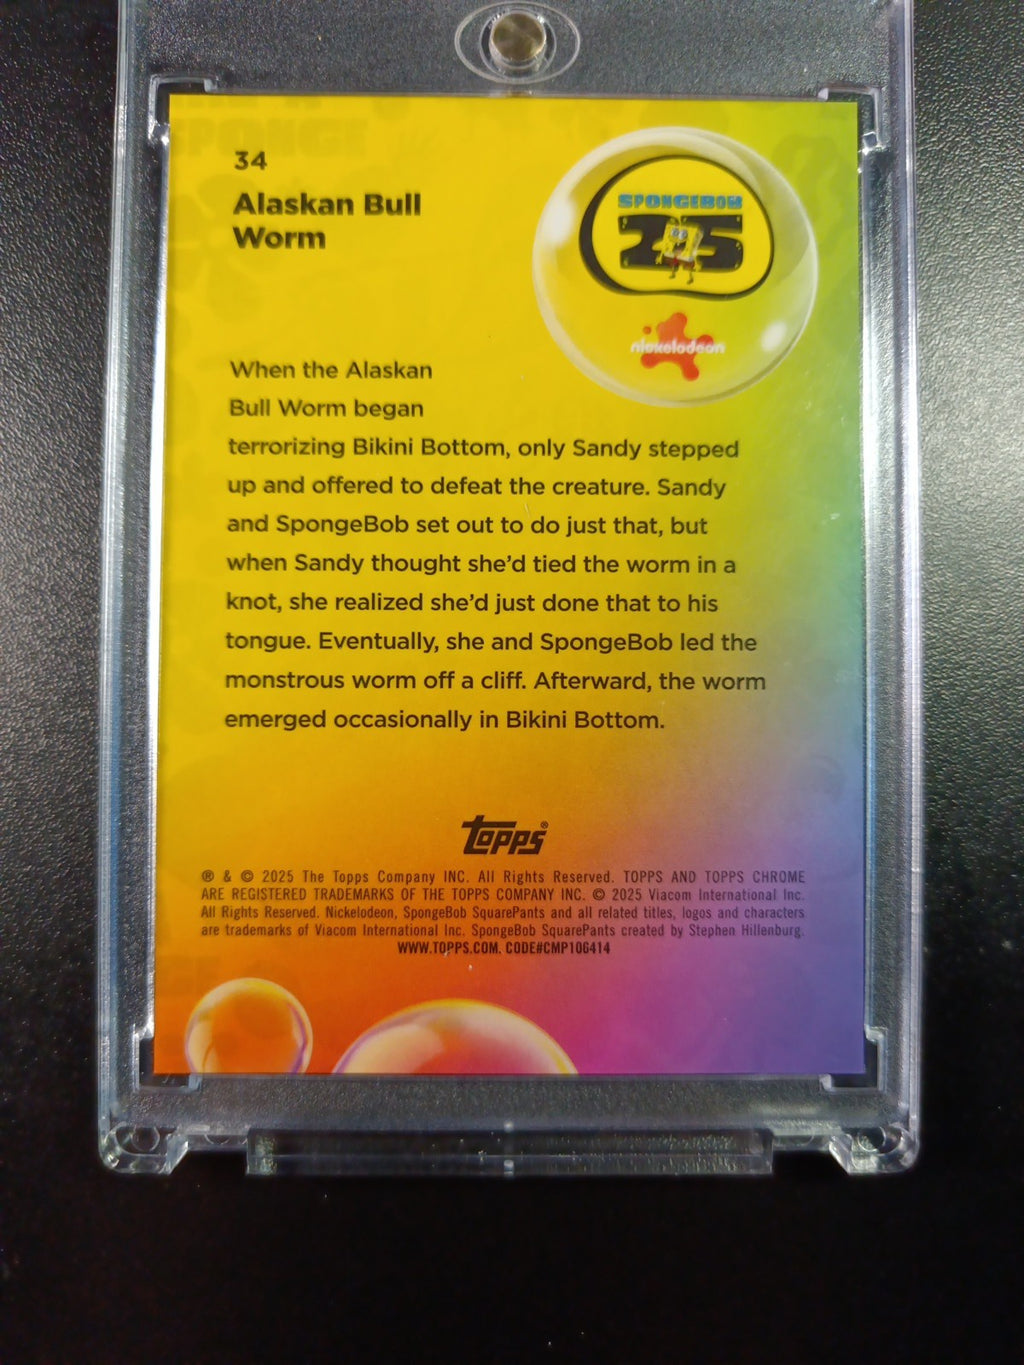 34
Alaskan Bull
Worm
SPONGEBOB
25
nickelodeon
When the Alaskan
Bull Worm began
terrorizing Bikini Bottom, only Sandy stepped
up and offered to defeat the creature. Sandy
and SpongeBob set out to do just that, but
when Sandy thought she'd tied the worm in a
knot, she realized she'd just done that to his
tongue. Eventually, she and SpongeBob led the
monstrous worm off a cliff. Afterward, the worm
emerged occasionally in Bikini Bottom.
Topps®
® & © 2025 The Topps Company INC. All Rights Reserved. TOPPS AND TOPPS CHROME
ARE REGISTERED TRADEMARKS OF THE TOPPS COMPANY INC. © 2025 Viacom International Inc.
All Rights Reserved. Nickelodeon, SpongeBob SquarePants and all related titles, logos and characters
are trademarks of Viacom International Inc. SpongeBob SquarePants created by Stephen Hillenburg.
WWW.TOPPS.COM. CODE#CMP106414